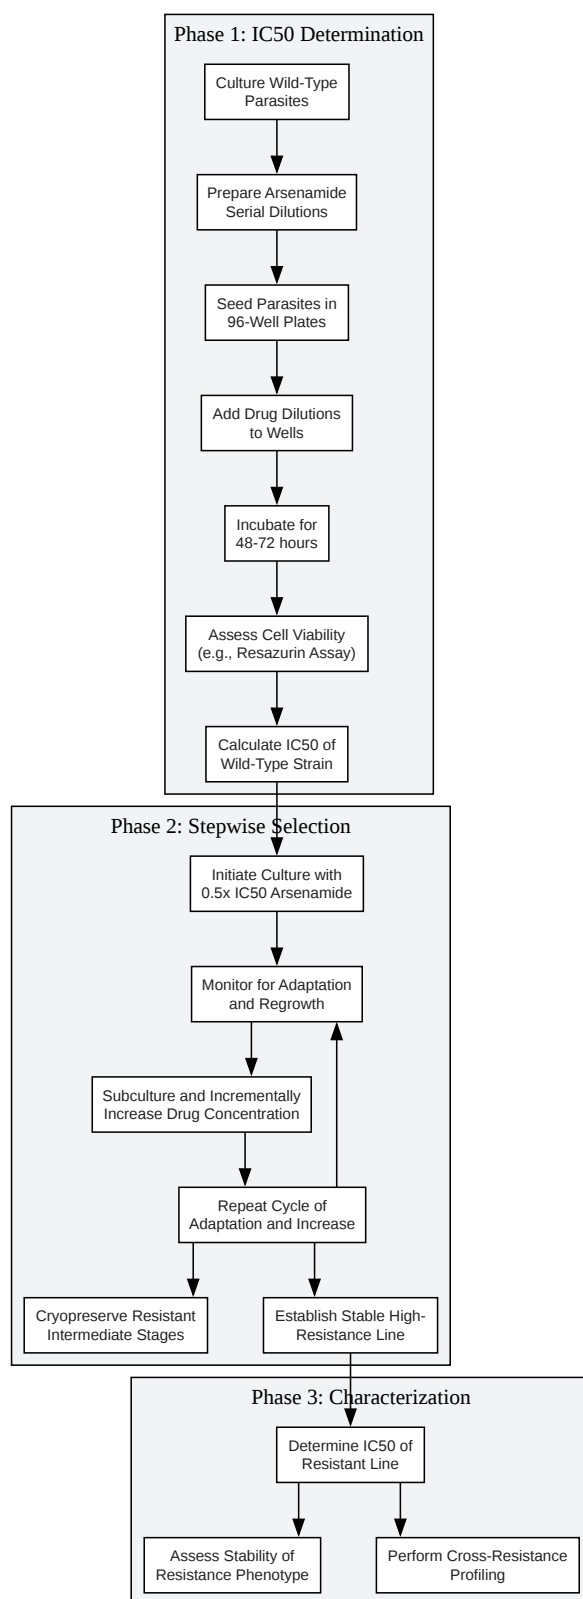 Phase 1: IC50 Determination
Culture Wild-Type
Parasites
Prepare Arsenamide
Serial Dilutions
Seed Parasites in
96-Well Plates
Add Drug Dilutions
to Wells
Incubate for
48-72 hours
Assess Cell Viability
(e.g., Resazurin Assay)
Calculate IC50 of
Wild-Type Strain
Phase 2: Stepwise Selection
Initiate Culture with
0.5x IC50 Arsenamide
Monitor for Adaptation
and Regrowth
Subculture and Incrementally
Increase Drug Concentration
Repeat Cycle of
Adaptation and Increase
Cryopreserve Resistant
Intermediate Stages
Establish Stable High-
Resistance Line
Phase 3: Characterization
Determine IC50 of
Resistant Line
Assess Stability of
Resistance Phenotype
Perform Cross-Resistance
Profiling